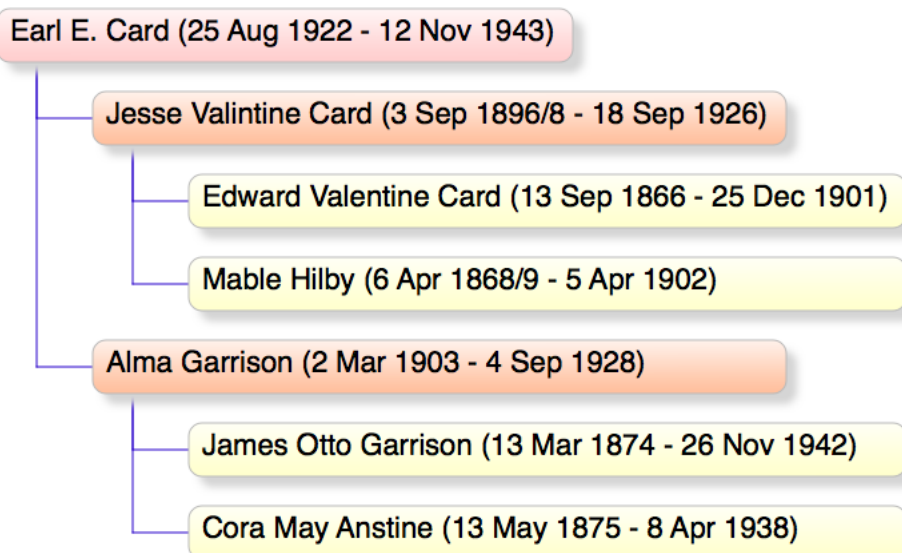 Earl E. Card (25 Aug 1922 - 12 Nov 1943)
Jesse Valintine Card (3 Sep 1896/8 - 18 Sep 1926)
Edward Valentine Card (13 Sep 1866 - 25 Dec 1901)
Mable Hilby (6 Apr 1868/9 - 5 Apr 1902)
Alma Garrison (2 Mar 1903 - 4 Sep 1928)
James Otto Garrison (13 Mar 1874 - 26 Nov 1942)
Cora May Anstine (13 May 1875 - 8 Apr 1938)